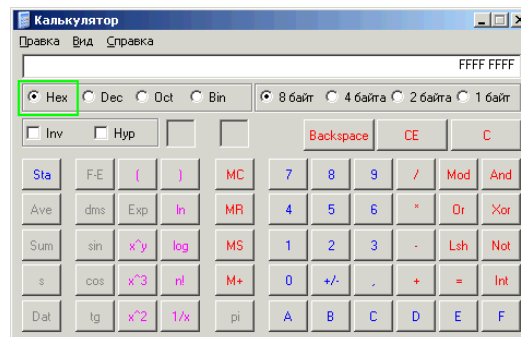 Калькулятор
Правка Вид Справка
FFFF FFFF
Hex Dec Oct Bin 8 байт 4 байта 2 байта 1 байт
Inv Hyp Backspace CE C
Sta F-E ( ) MC 7 8 9 / Mod And
Ave dms Exp ln MR 4 5 6 * Or Xor
Sum sin x^y log MS 1 2 3 - Lsh Not
s cos x^3 n! M+ 0 +/- , + = Int
Dat tg x^2 1/x pi A B C D E F